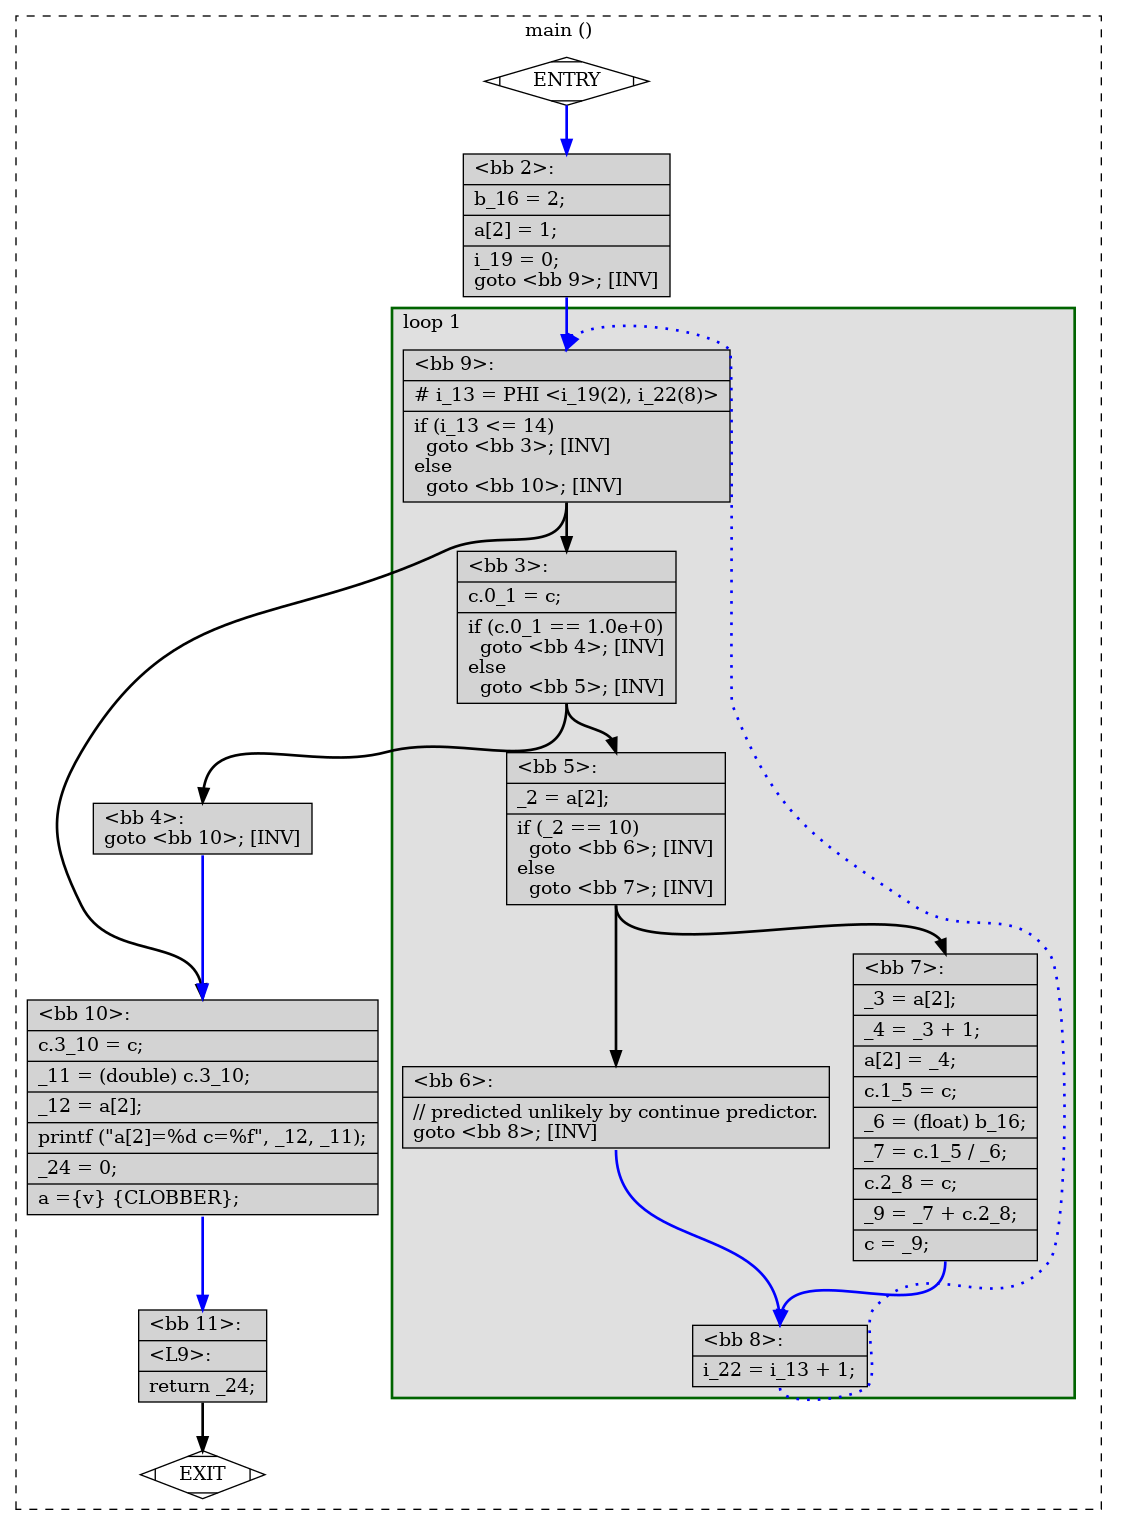 main ()
ENTRY
<bb 2>:
b_16 = 2;
a[2] = 1;
i_19 = 0;
goto <bb 9>; [INV]
loop 1
<bb 9>:
# i_13 = PHI <i_19(2), i_22(8)>
if (i_13 <= 14)
  goto <bb 3>; [INV]
else
  goto <bb 10>; [INV]
<bb 3>:
c.0_1 = c;
if (c.0_1 == 1.0e+0)
  goto <bb 4>; [INV]
else
  goto <bb 5>; [INV]
<bb 5>:
_2 = a[2];
if (_2 == 10)
  goto <bb 6>; [INV]
else
  goto <bb 7>; [INV]
<bb 4>:
goto <bb 10>; [INV]
<bb 7>:
_3 = a[2];
_4 = _3 + 1;
a[2] = _4;
c.1_5 = c;
_6 = (float) b_16;
_7 = c.1_5 / _6;
c.2_8 = c;
_9 = _7 + c.2_8;
c = _9;
<bb 10>:
c.3_10 = c;
_11 = (double) c.3_10;
_12 = a[2];
printf ("a[2]=%d c=%f", _12, _11);
_24 = 0;
a ={v} {CLOBBER};
<bb 6>:
// predicted unlikely by continue predictor.
goto <bb 8>; [INV]
<bb 8>:
i_22 = i_13 + 1;
<bb 11>:
<L9>:
return _24;
EXIT